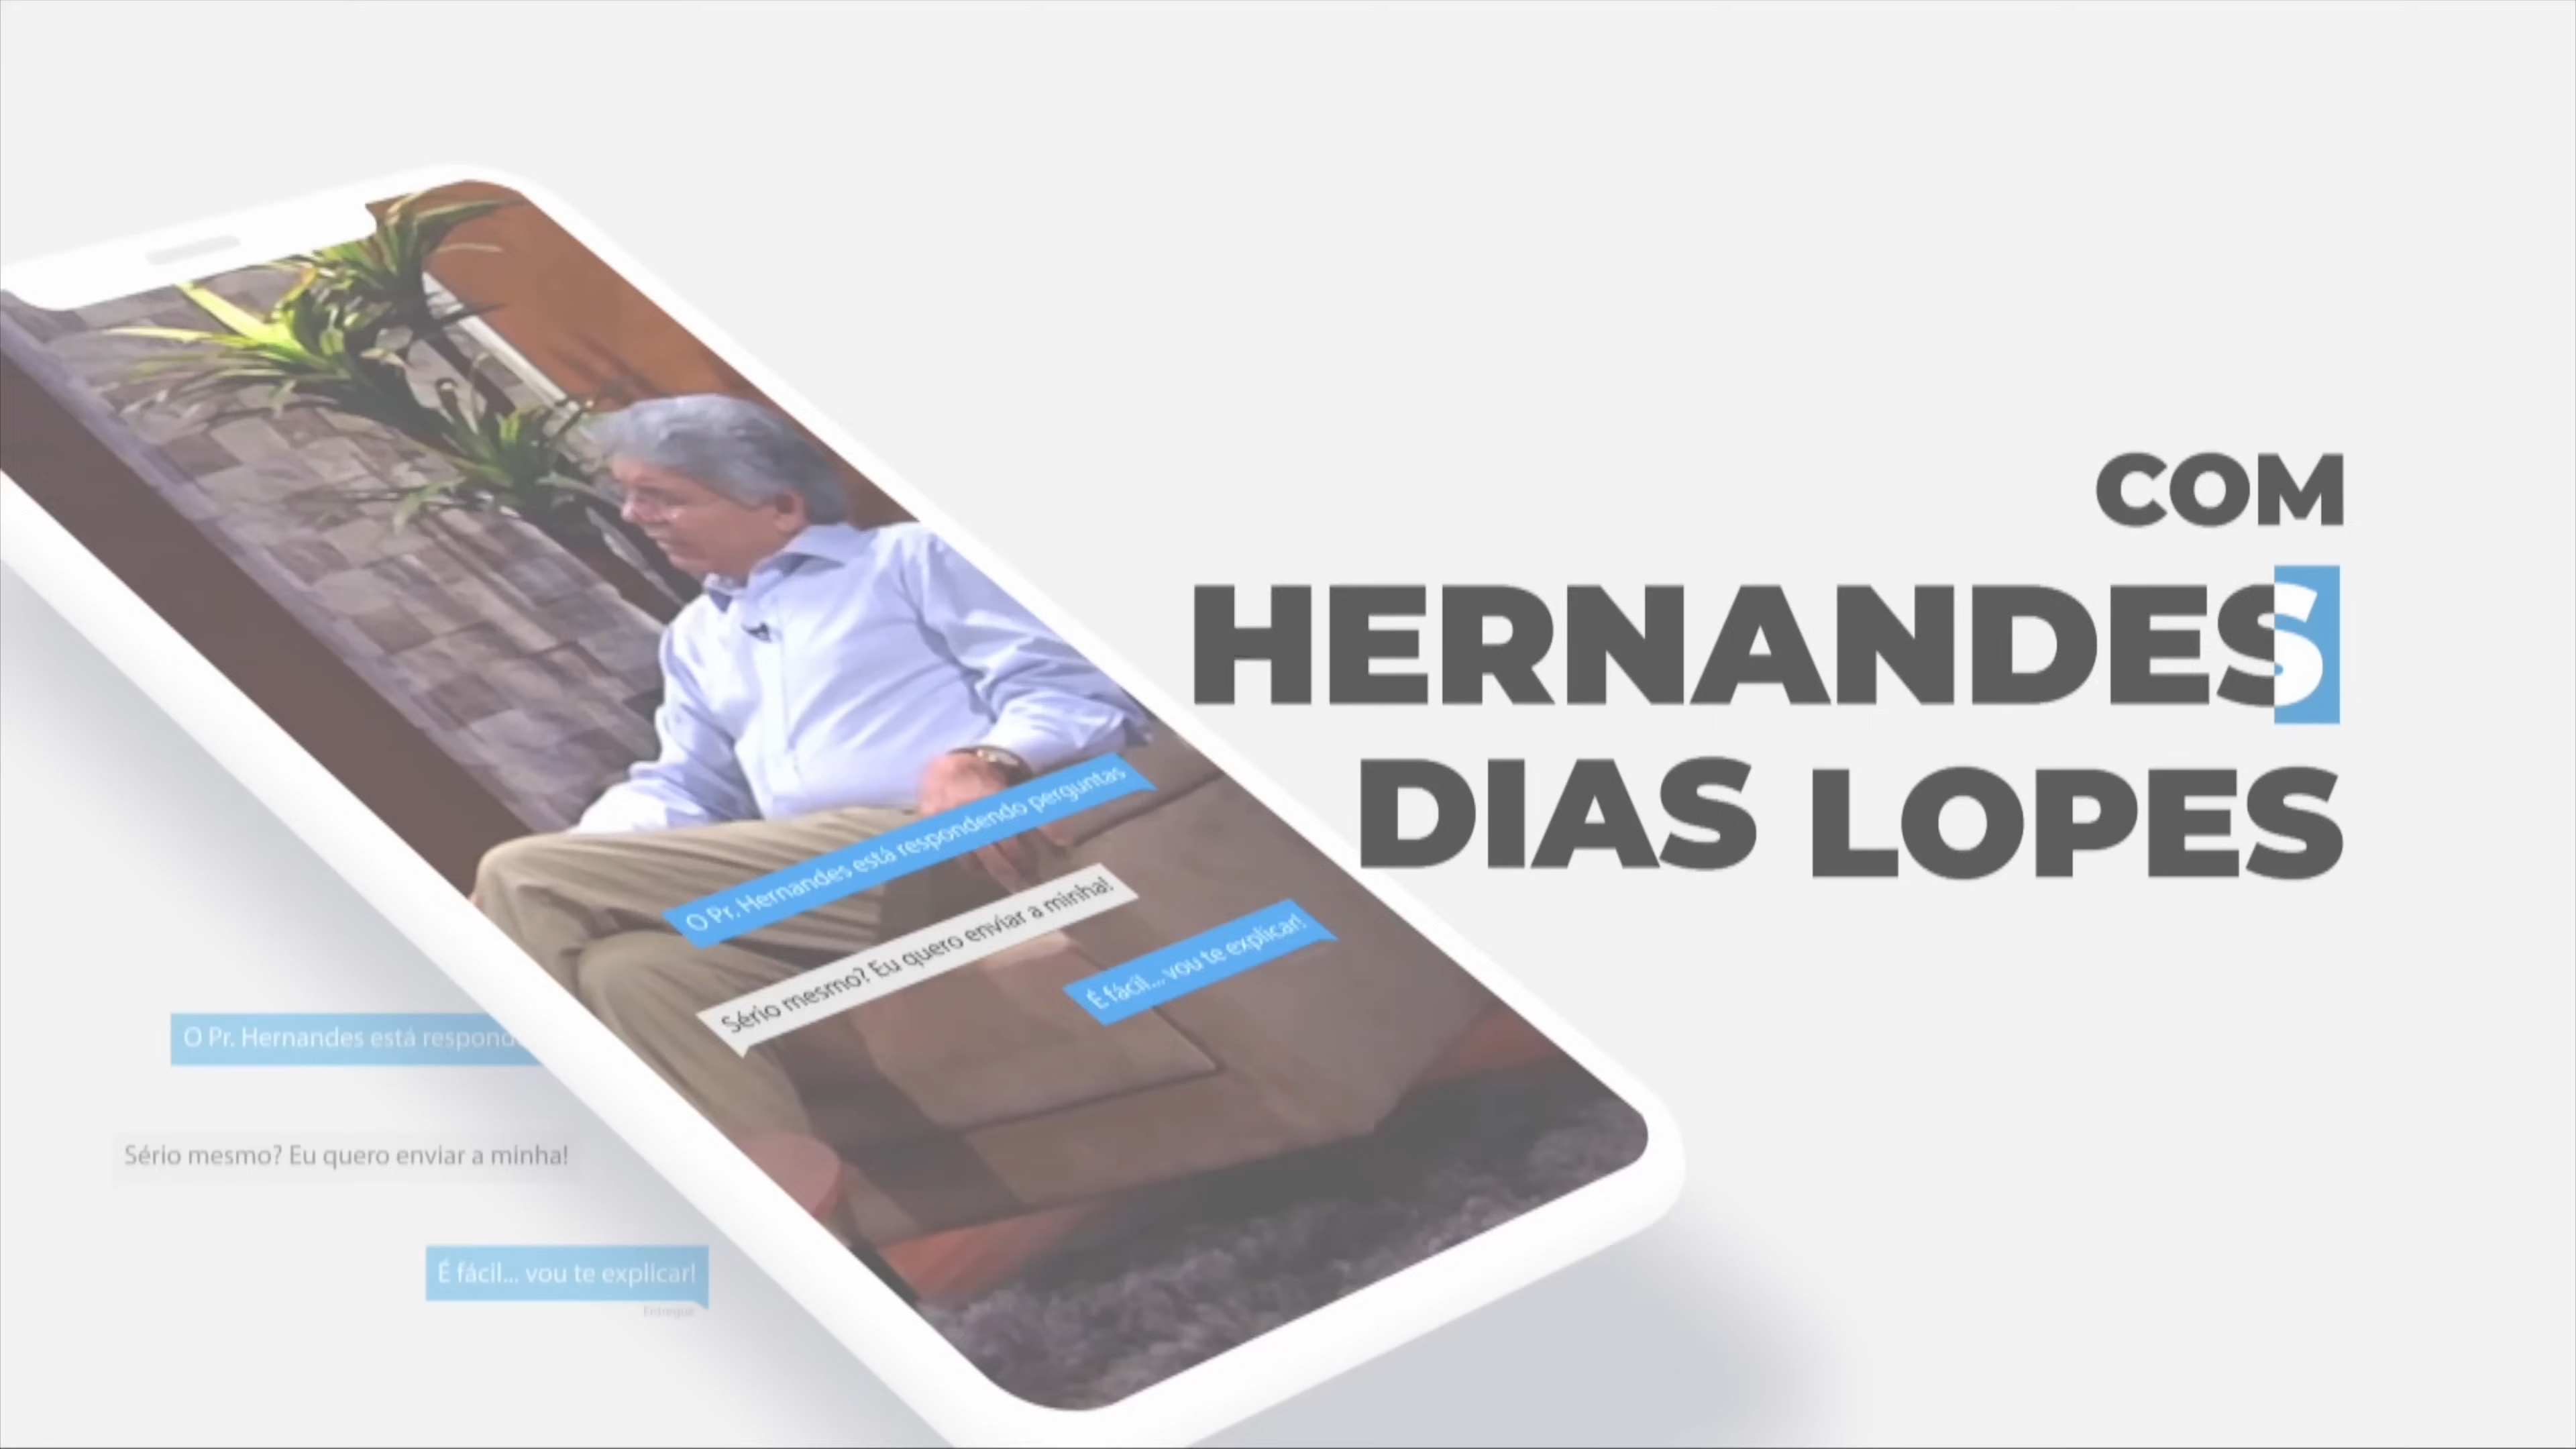 COM
HERNANDES
DIAS LOPES
O Pr. Hernandes está respondendo perguntas
Sério mesmo? Eu quero enviar a minha!
É fácil... vou te explicar!
O Pr. Hernandes está respond
Sério mesmo? Eu quero enviar a minha!
É fácil... vou te explicar!
Entregue